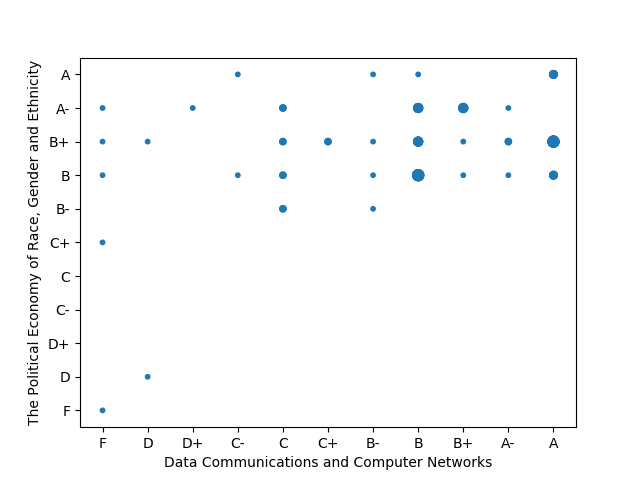 The Political Economy of Race, Gender and Ethnicity
A
A-
B+
B
B-
C+
C
C-
D+
D
F
F D D+ C- C C+ B- B B+ A- A
Data Communications and Computer Networks